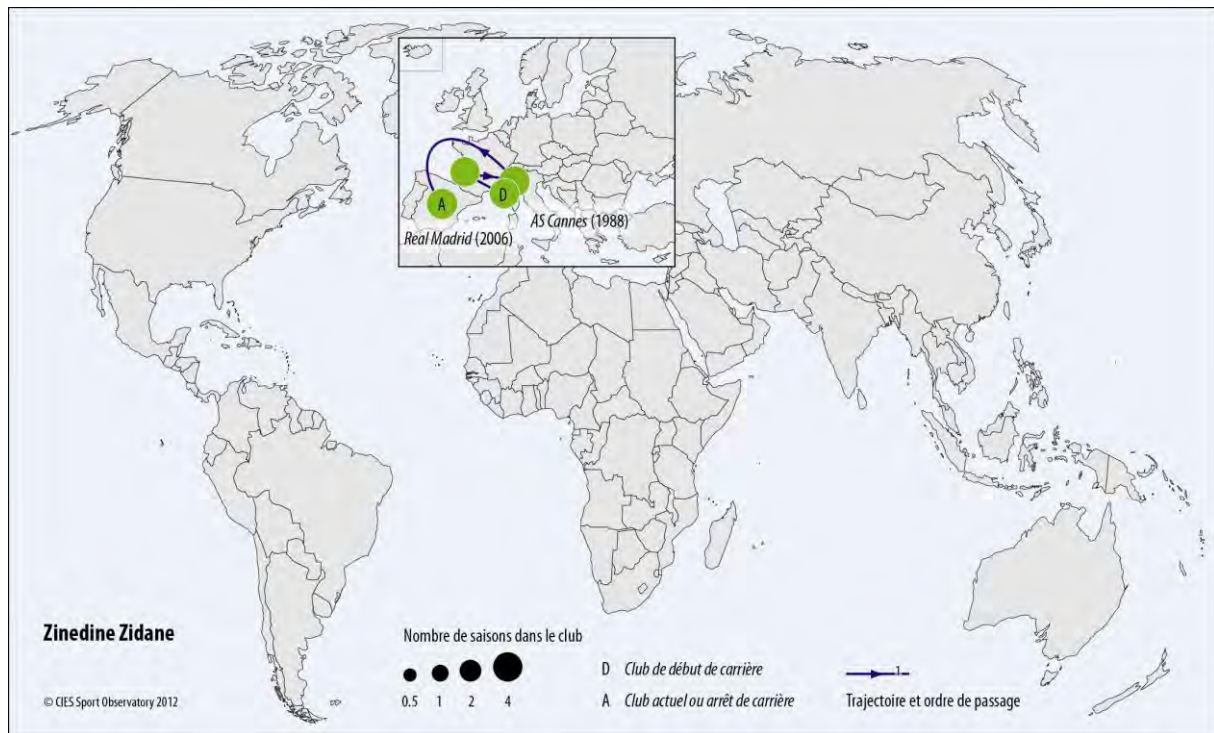 A
D
AS Cannes (1988)
Real Madrid (2006)
Zinedine Zidane
© CIES Sport Observatory 2012
Nombre de saisons dans le club
0.5 1 2 4
D Club de début de carrière
A Club actuel ou arrêt de carrière
1
Trajectoire et ordre de passage